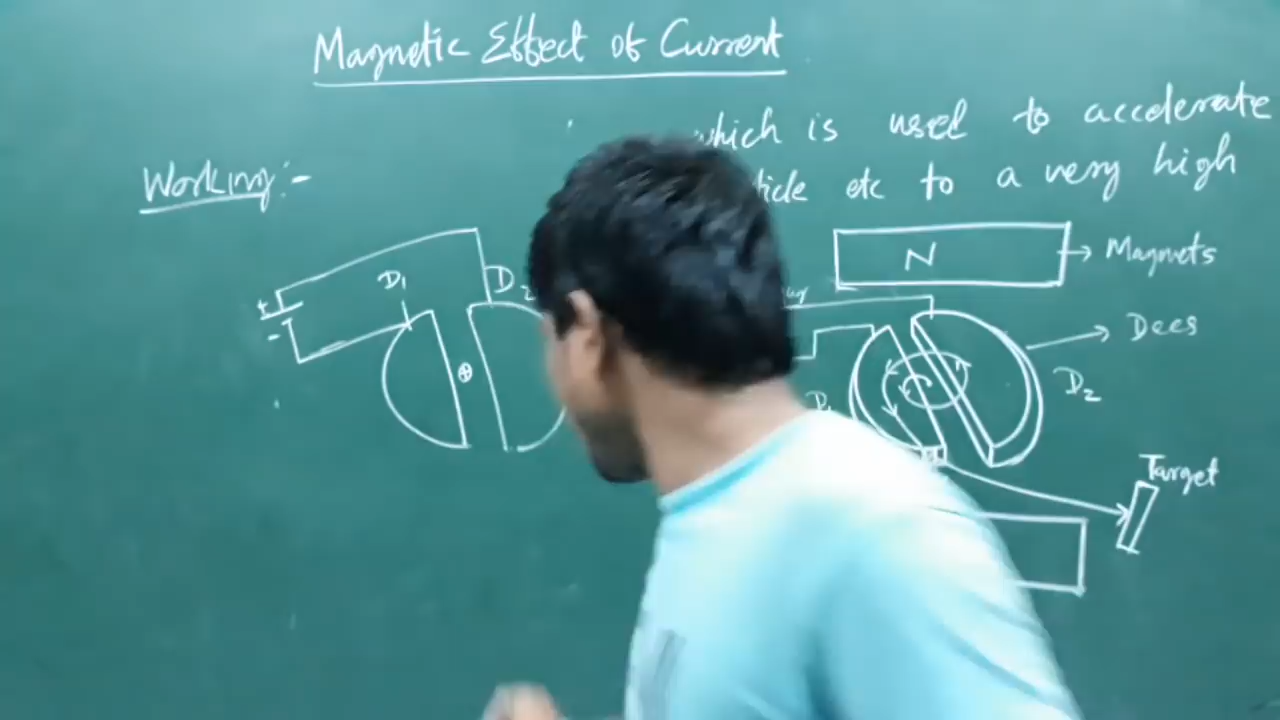 Magnetic Effect of Current
which is used to accelerate
etc to a very high
Working:-
N
Magnets
+
-
D1
D2
Dees
D2
Target